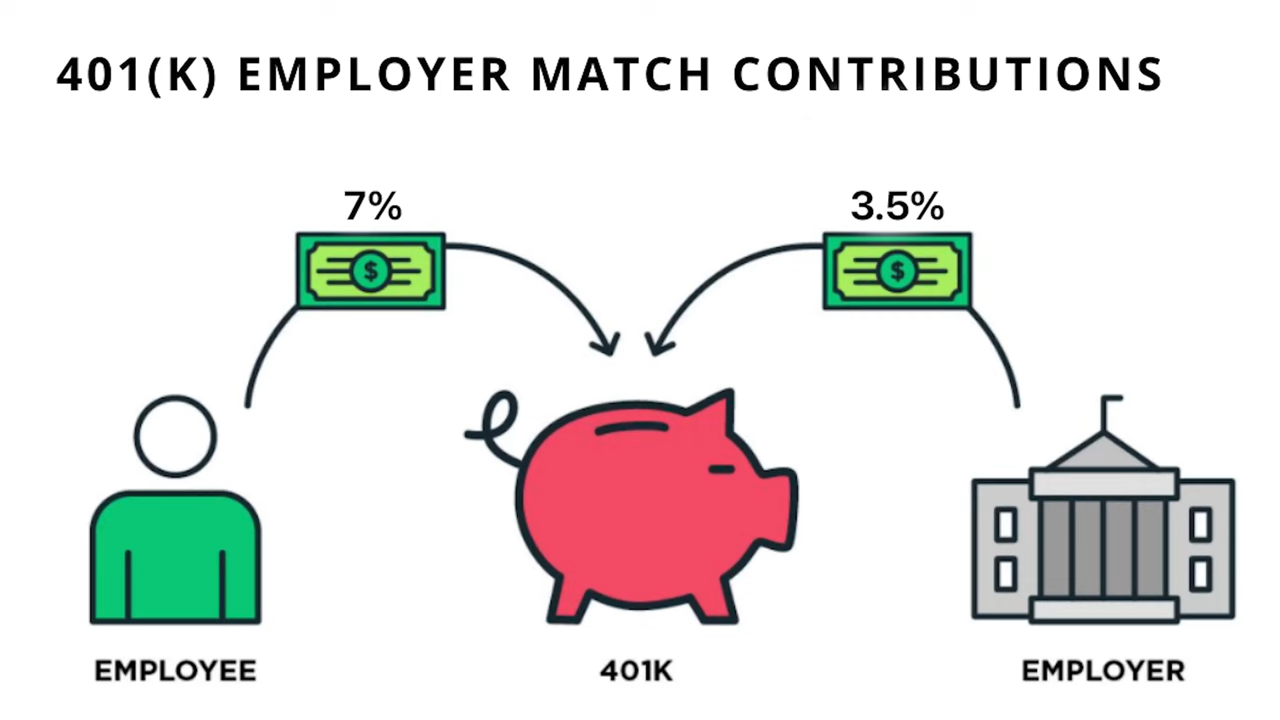 401(K) EMPLOYER MATCH CONTRIBUTIONS
7%
3.5%
$
$
EMPLOYEE
401K
EMPLOYER